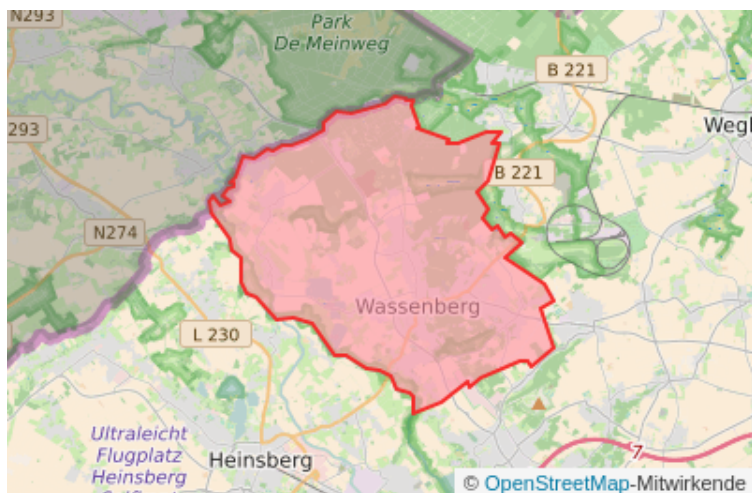 N293
Park
De Meinweg
B 221
293
Wegb
B 221
N274
Wassenberg
L 230
Ultraleicht
Flugplatz
Heinsberg
Heinsberg
7
© OpenStreetMap-Mitwirkende